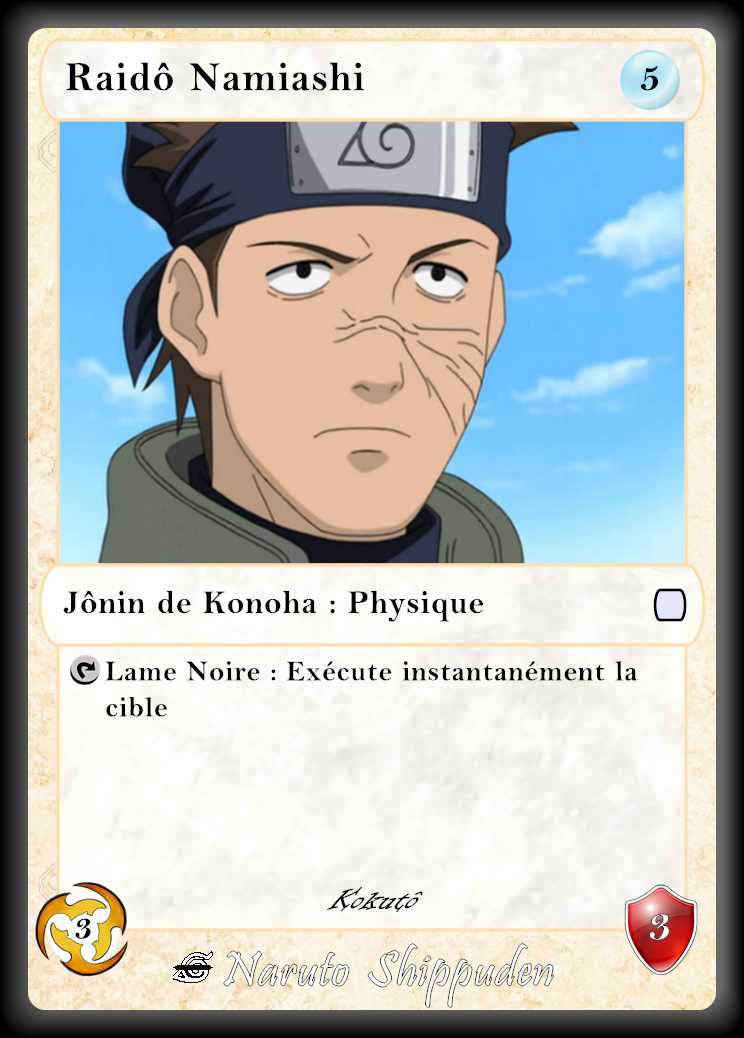 Raidô Namiashi
5
Jônin de Konoha : Physique
Lame Noire : Exécute instantanément la
cible
Kokutô
3
3
Naruto Shippuden